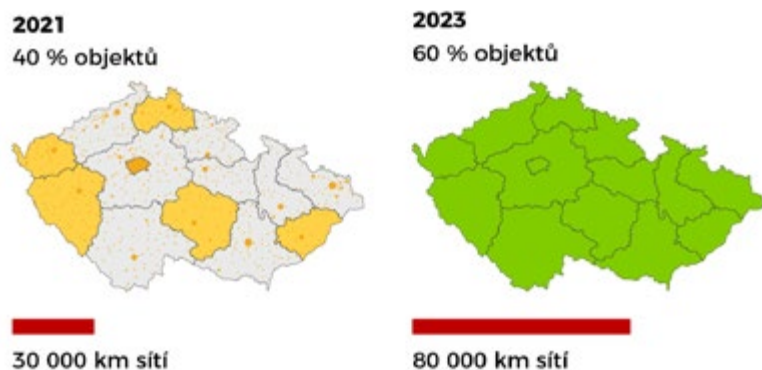 2021
40 % objektů
30 000 km sítí
2023
60 % objektů
80 000 km sítí